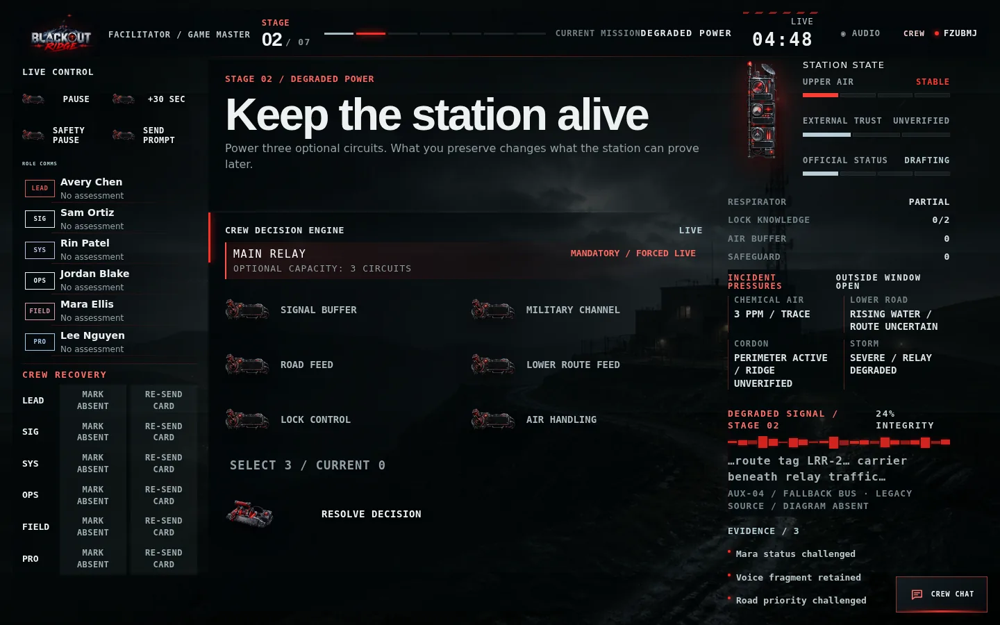 BLACKOUT
RIDGE
FACILITATOR / GAME MASTER
STAGE
02 / 07
CURRENT MISSION DEGRADED POWER
LIVE
04:48
AUDIO
CREW FZUBMJ
LIVE CONTROL
PAUSE
+30 SEC
SAFETY
PAUSE
SEND
PROMPT
ROLE COMMS
LEAD
Avery Chen
No assessment
SIG
Sam Ortiz
No assessment
SYS
Rin Patel
No assessment
OPS
Jordan Blake
No assessment
FIELD
Mara Ellis
No assessment
PRO
Lee Nguyen
No assessment
CREW RECOVERY
LEAD
MARK
ABSENT
RE-SEND
CARD
SIG
MARK
ABSENT
RE-SEND
CARD
SYS
MARK
ABSENT
RE-SEND
CARD
OPS
MARK
ABSENT
RE-SEND
CARD
FIELD
MARK
ABSENT
RE-SEND
CARD
PRO
MARK
ABSENT
RE-SEND
CARD
STAGE 02 / DEGRADED POWER
Keep the station alive
Power three optional circuits. What you preserve changes what the station can prove
later.
CREW DECISION ENGINE
LIVE
MAIN RELAY
MANDATORY / FORCED LIVE
OPTIONAL CAPACITY: 3 CIRCUITS
SIGNAL BUFFER
MILITARY CHANNEL
ROAD FEED
LOWER ROUTE FEED
LOCK CONTROL
AIR HANDLING
SELECT 3 / CURRENT 0
RESOLVE DECISION
STATION STATE
UPPER AIR STABLE
EXTERNAL TRUST UNVERIFIED
OFFICIAL STATUS DRAFTING
RESPIRATOR PARTIAL
LOCK KNOWLEDGE 0/2
AIR BUFFER 0
SAFEGUARD 0
INCIDENT
PRESSURES
OUTSIDE WINDOW
OPEN
CHEMICAL AIR
3 PPM / TRACE
LOWER ROAD
RISING WATER /
ROUTE UNCERTAIN
CORDON
PERIMETER ACTIVE
/ RIDGE
UNVERIFIED
STORM
SEVERE / RELAY
DEGRADED
DEGRADED SIGNAL /
STAGE 02
24%
INTEGRITY
…route tag LRR-2… carrier
beneath relay traffic…
AUX-04 / FALLBACK BUS · LEGACY
SOURCE / DIAGRAM ABSENT
EVIDENCE / 3
Mara status challenged
Voice fragment retained
Road priority challenged
CREW CHAT